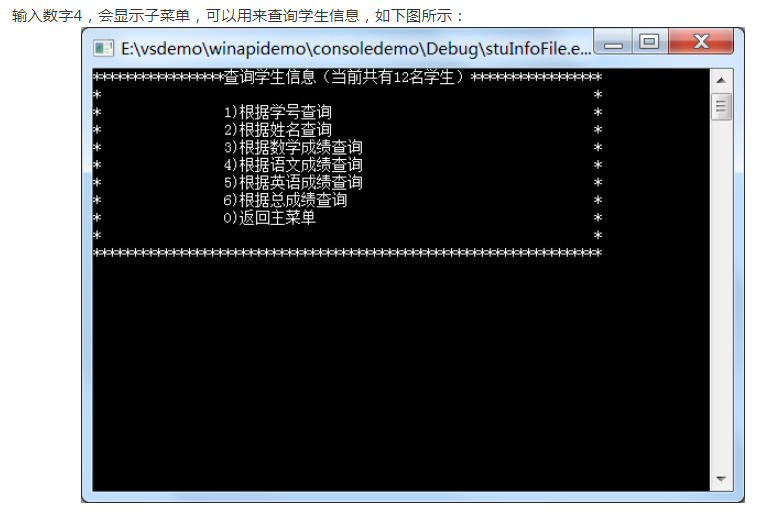 输入数字4，会显示子菜单，可以用来查询学生信息，如下图所示：
E:\vsdemo\winapidemo\consoledemo\Debug\stuInfoFile.e...
*****************查询学生信息（当前共有12名学生）*****************
* *
* 1)根据学号查询 *
* 2)根据姓名查询 *
* 3)根据数学成绩查询 *
* 4)根据语文成绩查询 *
* 5)根据英语成绩查询 *
* 6)根据总成绩查询 *
* 0)返回主菜单 *
* *
******************************************************************